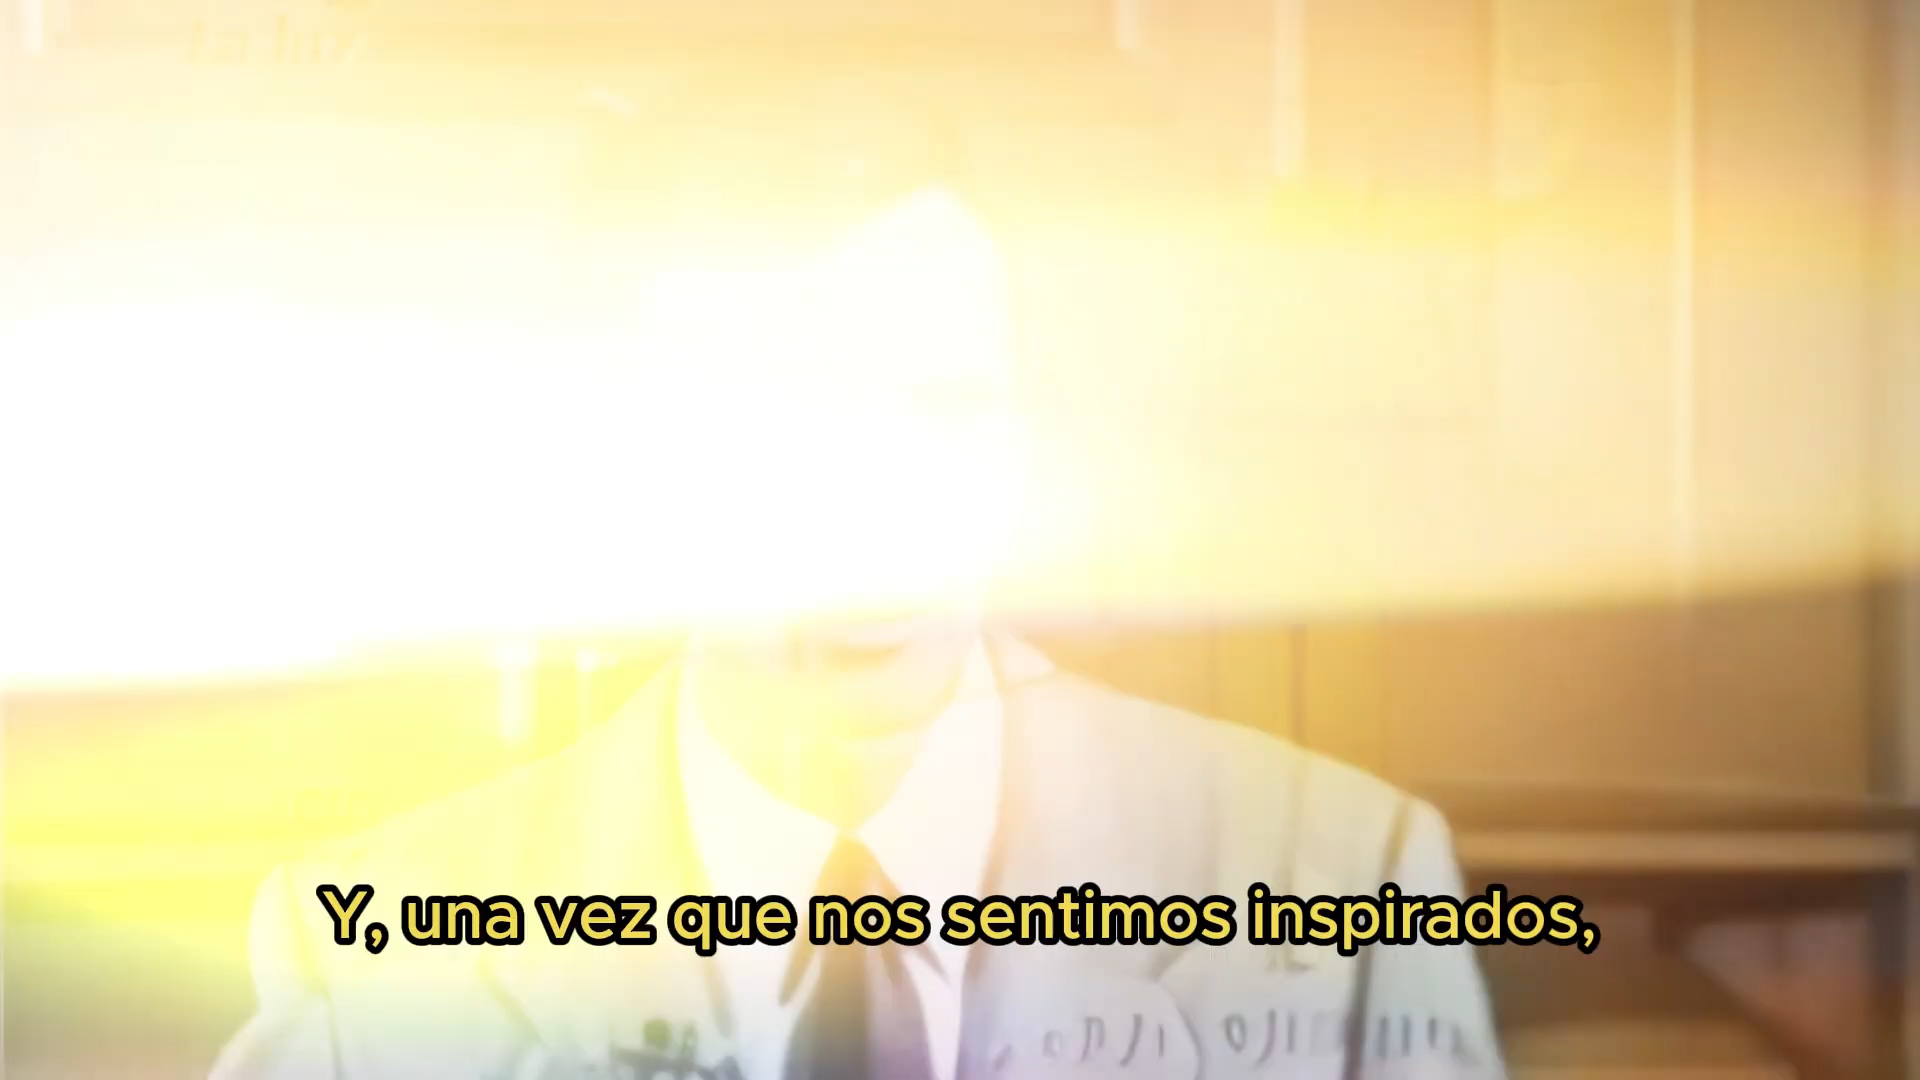 Y, una vez que nos sentimos inspirados,